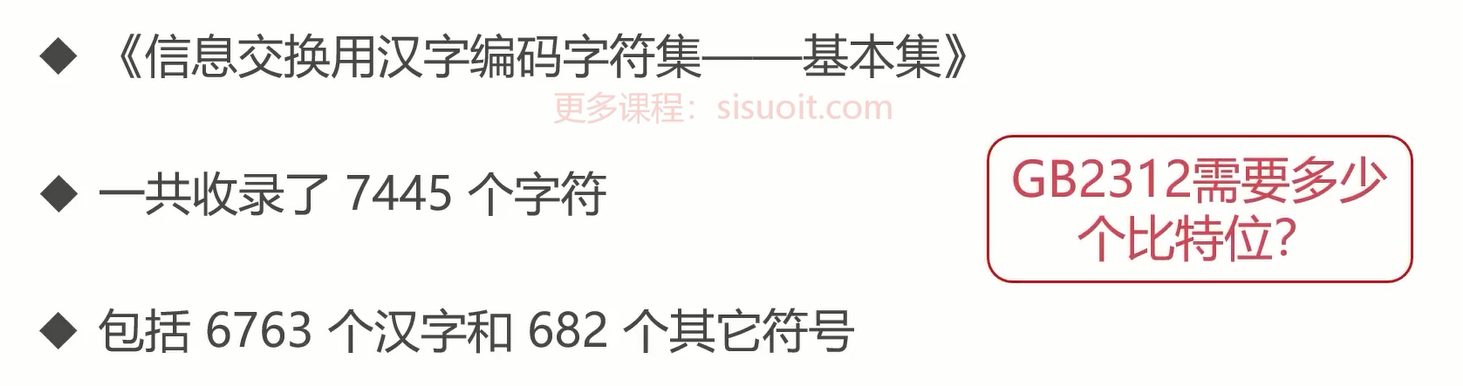 ◆ 《信息交换用汉字编码字符集——基本集》
更多课程：sisuoit.com
◆ 一共收录了 7445 个字符
GB2312需要多少
个比特位？
◆ 包括 6763 个汉字和 682 个其它符号